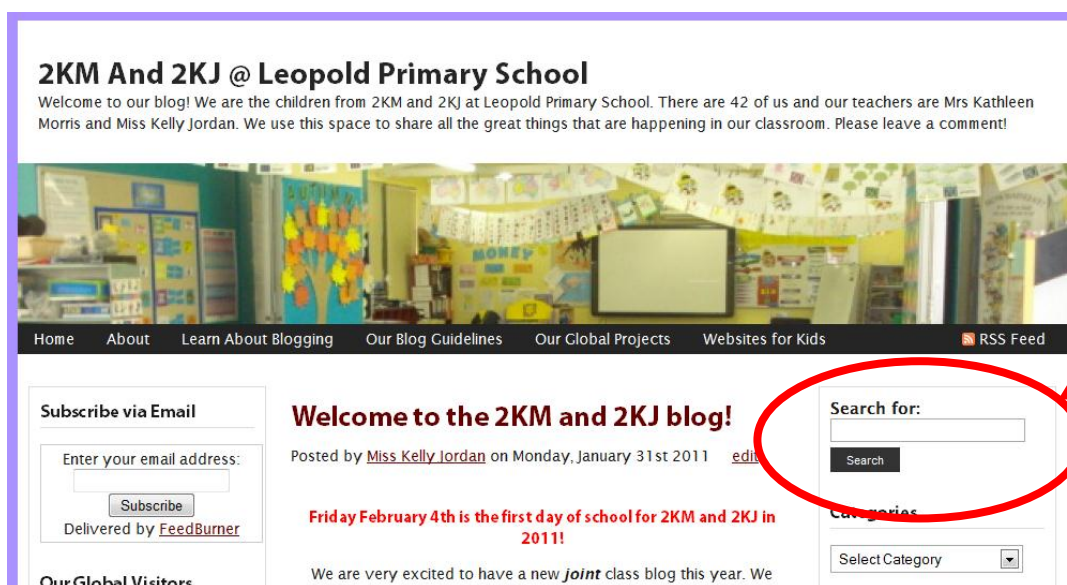 2KM And 2KJ @ Leopold Primary School
Welcome to our blog! We are the children from 2KM and 2KJ at Leopold Primary School. There are 42 of us and our teachers are Mrs Kathleen
Morris and Miss Kelly Jordan. We use this space to share all the great things that are happening in our classroom. Please leave a comment!
AUTUMN
MONEY
Home About Learn About Blogging Our Blog Guidelines Our Global Projects Websites for Kids RSS Feed
Subscribe via Email
Enter your email address:
Subscribe
Delivered by FeedBurner
Our Global Visitors
Welcome to the 2KM and 2KJ blog!
Posted by Miss Kelly Jordan on Monday, January 31st 2011 edit
Friday February 4th is the first day of school for 2KM and 2KJ in
2011!
We are very excited to have a new joint class blog this year. We
Search for:
Search
Categories
Select Category